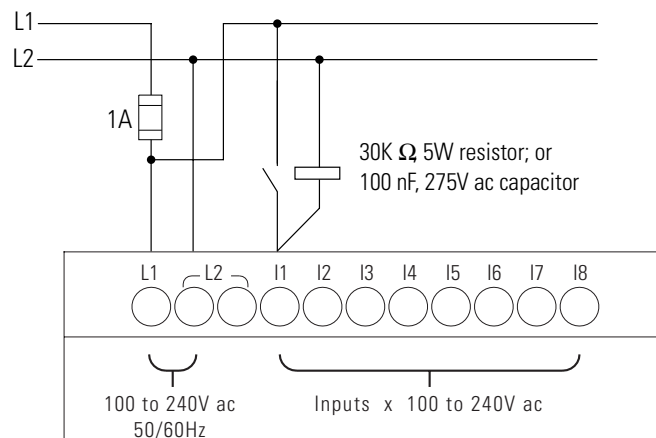 L1
L2
1A
30K Ω, 5W resistor; or
100 nF, 275V ac capacitor
L1 L2 I1 I2 I3 I4 I5 I6 I7 I8
100 to 240V ac
50/60Hz
Inputs x 100 to 240V ac